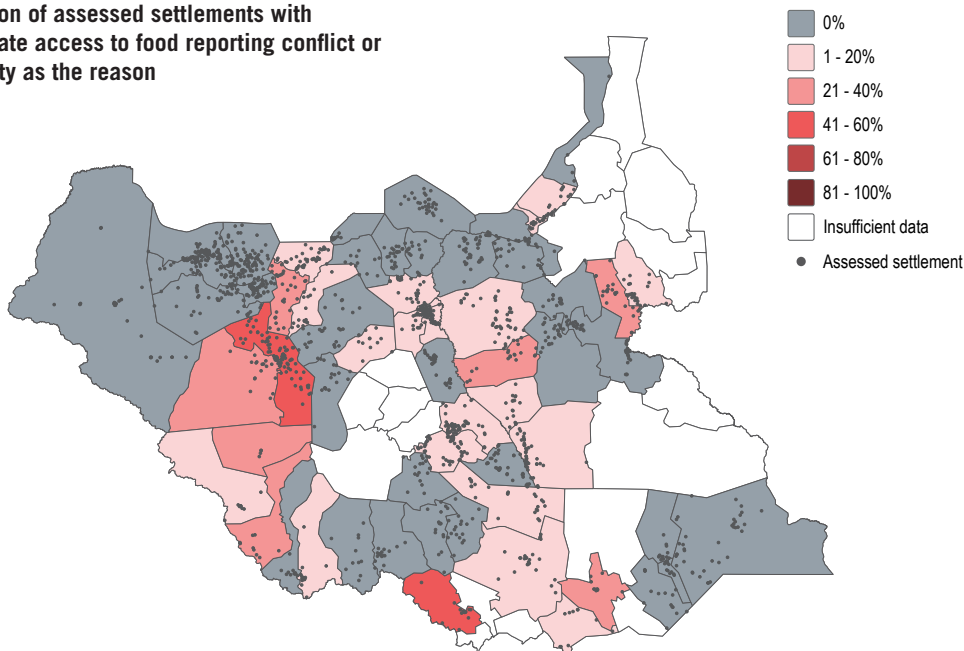 on of assessed settlements with
ate access to food reporting conflict or
ty as the reason
0%
1 - 20%
21 - 40%
41 - 60%
61 - 80%
81 - 100%
Insufficient data
Assessed settlement